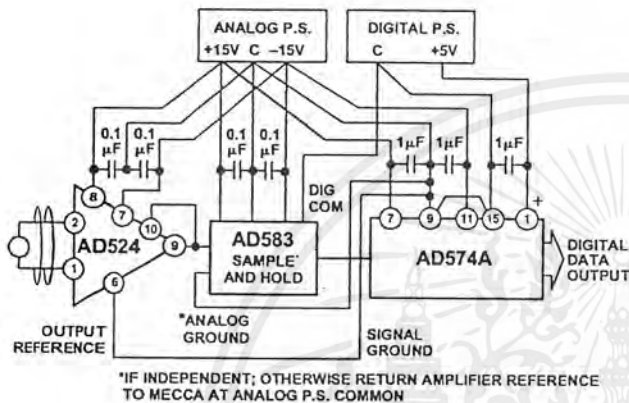 ANALOG P.S.
+15V C –15V
DIGITAL P.S.
C +5V
0.1 µF
0.1 µF
0.1 µF
0.1 µF
1µF
1µF
1µF
DIG COM
+
8
7
10
9
2
1
6
AD524
AD583
SAMPLE
AND HOLD
7
9
11
15
1
AD574A
DIGITAL
DATA
OUTPUT
OUTPUT
REFERENCE
*ANALOG
GROUND
SIGNAL
GROUND
*IF INDEPENDENT; OTHERWISE RETURN AMPLIFIER REFERENCE
TO MECCA AT ANALOG P.S. COMMON